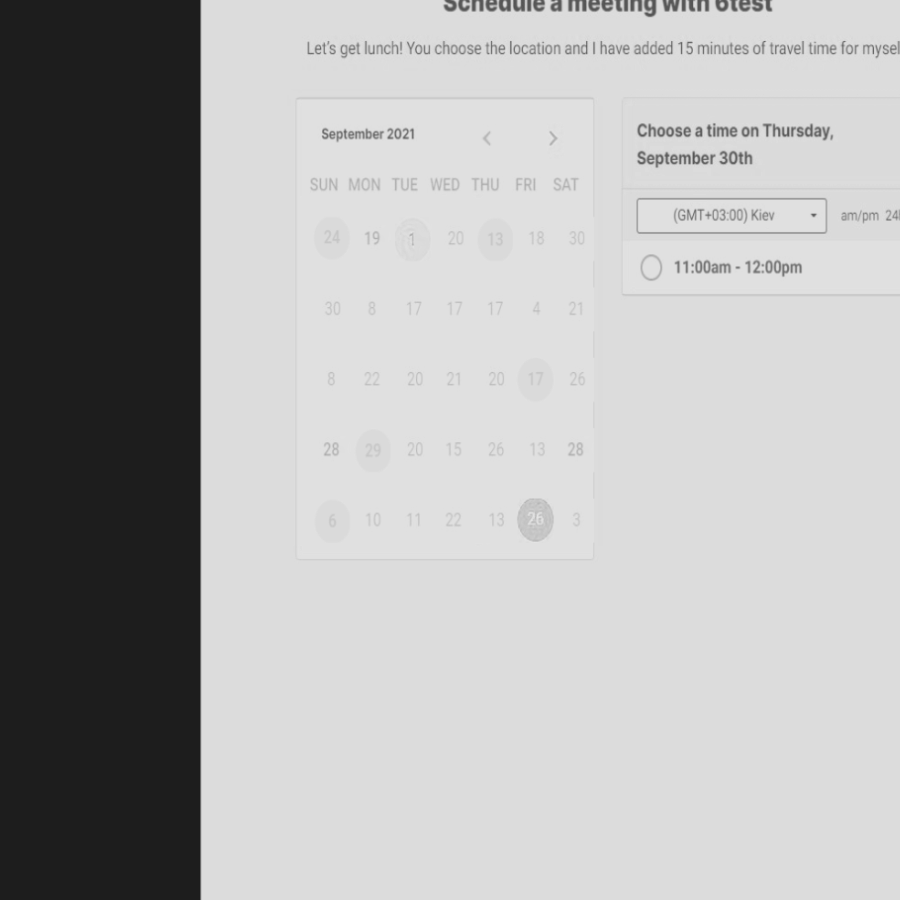 Schedule a meeting with 6test
Let's get lunch! You choose the location and I have added 15 minutes of travel time for mysel
September 2021
SUN MON TUE WED THU FRI SAT
24 19 1 20 13 18 30
30 8 17 17 17 4 21
8 22 20 21 20 17 26
28 29 20 15 26 13 28
6 10 11 22 13 26 3
Choose a time on Thursday,
September 30th
(GMT+03:00) Kiev am/pm 24
11:00am - 12:00pm